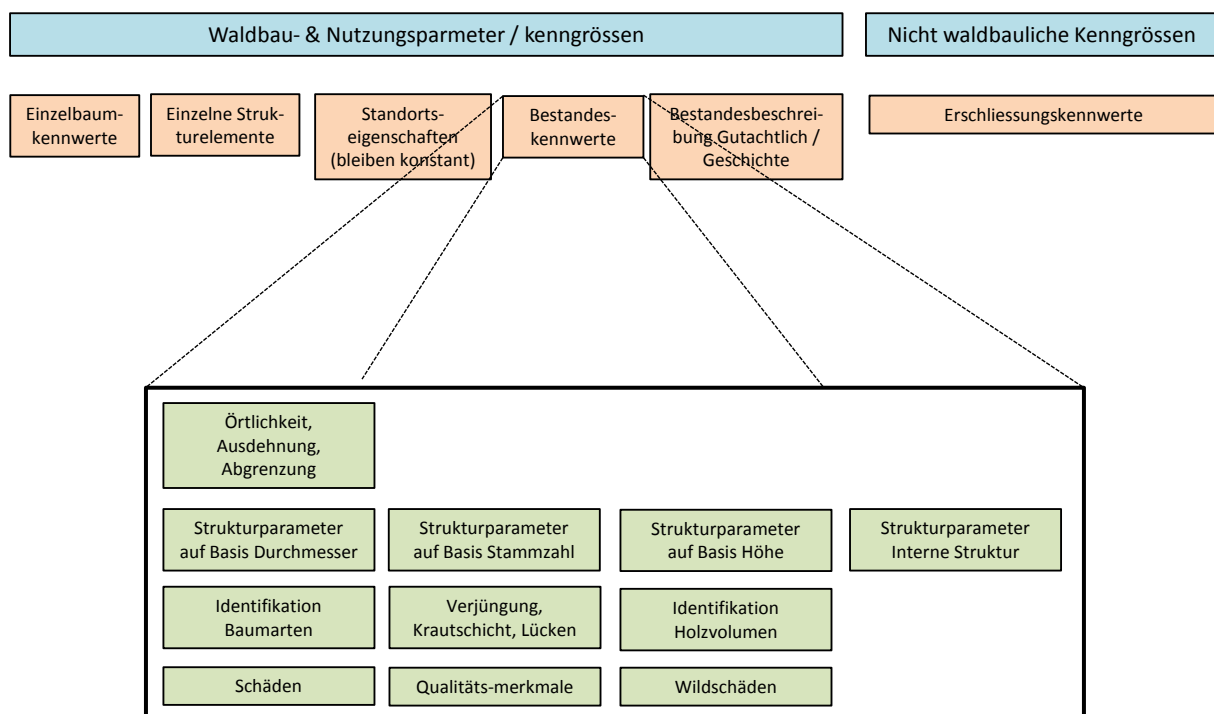 Waldbau- & Nutzungsparmeter / kenngrössen
Nicht waldbauliche Kenngrössen
Einzelbaum-
kennwerte
Einzelne Struk-
turelemente
Standorts-
eigenschaften
(bleiben konstant)
Bestandes-
kennwerte
Bestandesbeschrei-
bung Gutachtlich /
Geschichte
Erschliessungskennwerte
Örtlichkeit,
Ausdehnung,
Abgrenzung
Strukturparameter
auf Basis Durchmesser
Strukturparameter
auf Basis Stammzahl
Strukturparameter
auf Basis Höhe
Strukturparameter
Interne Struktur
Identifikation
Baumarten
Verjüngung,
Krautschicht, Lücken
Identifikation
Holzvolumen
Schäden
Qualitäts-merkmale
Wildschäden